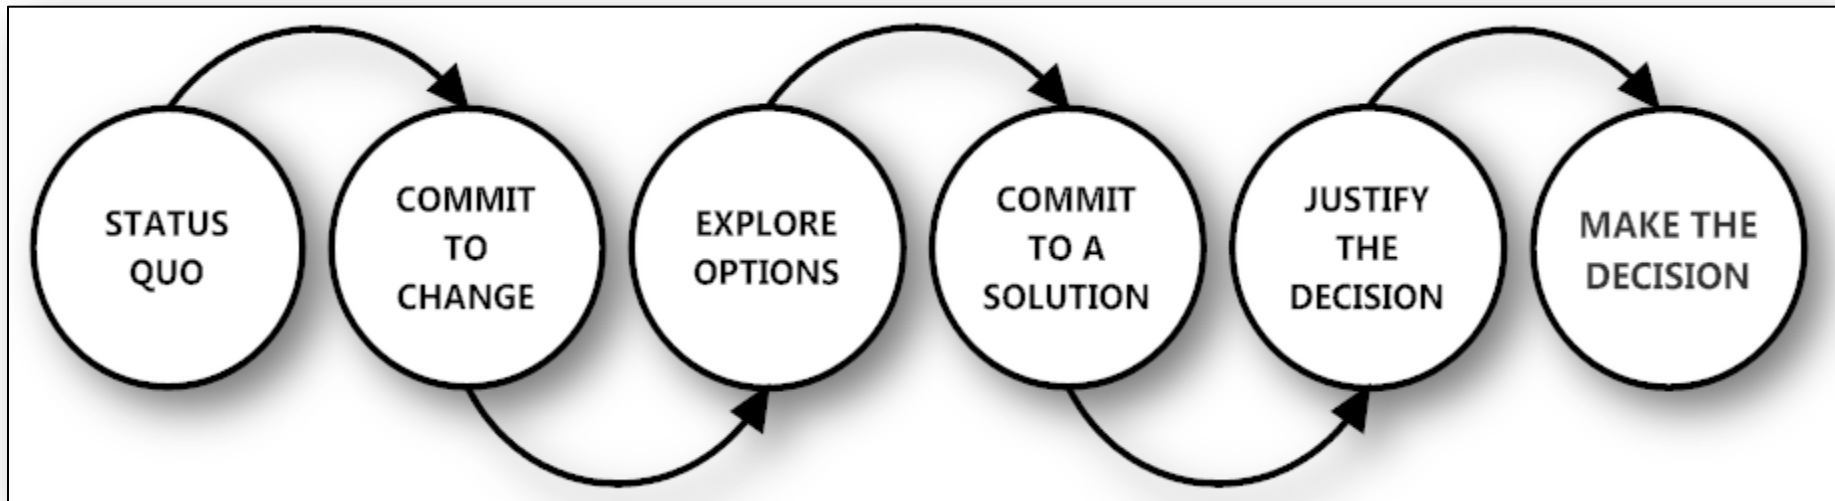 STATUS
QUO
COMMIT
TO
CHANGE
EXPLORE
OPTIONS
COMMIT
TO A
SOLUTION
JUSTIFY
THE
DECISION
MAKE THE
DECISION